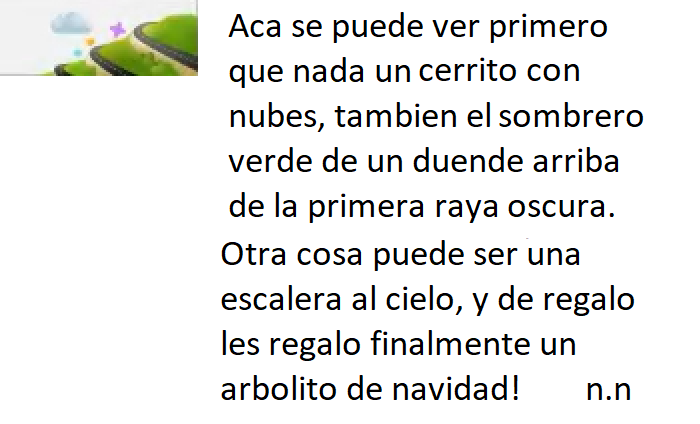 Aca se puede ver primero
que nada un cerrito con
nubes, tambien el sombrero
verde de un duende arriba
de la primera raya oscura.
Otra cosa puede ser una
escalera al cielo, y de regalo
les regalo finalmente un
arbolito de navidad! n.n